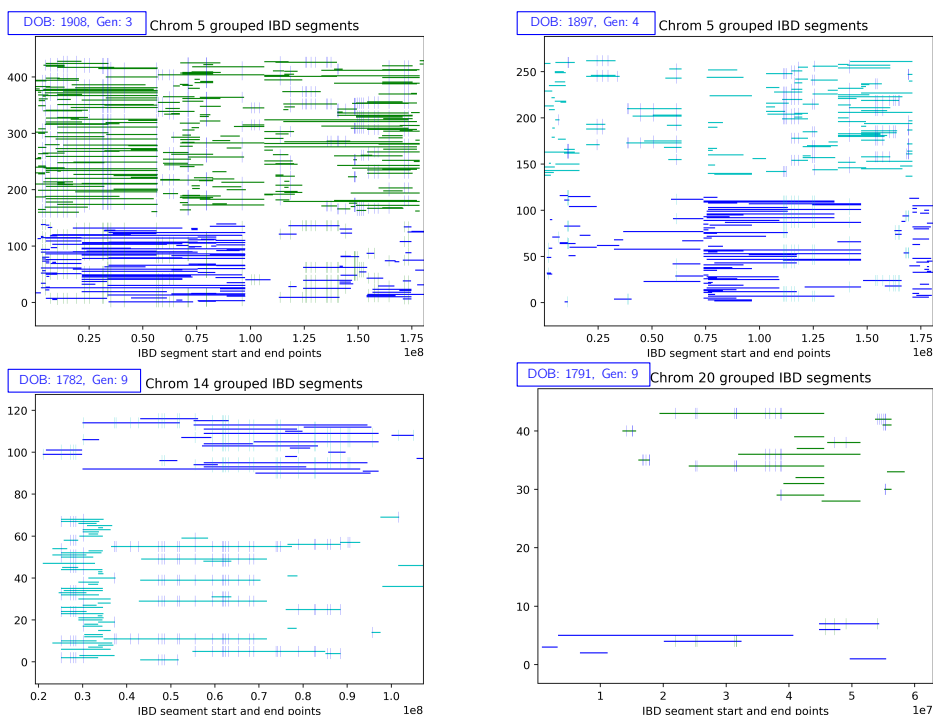 DOB: 1908, Gen: 3
Chrom 5 grouped IBD segments
400
300
200
100
0
0.25 0.50 0.75 1.00 1.25 1.50 1.75
1e8
IBD segment start and end points
DOB: 1897, Gen: 4
Chrom 5 grouped IBD segments
250
200
150
100
50
0
0.25 0.50 0.75 1.00 1.25 1.50 1.75
1e8
IBD segment start and end points
DOB: 1782, Gen: 9
Chrom 14 grouped IBD segments
120
100
80
60
40
20
0
0.2 0.3 0.4 0.5 0.6 0.7 0.8 0.9 1.0
1e8
IBD segment start and end points
DOB: 1791, Gen: 9
Chrom 20 grouped IBD segments
40
30
20
10
0
1 2 3 4 5 6
1e7
IBD segment start and end points